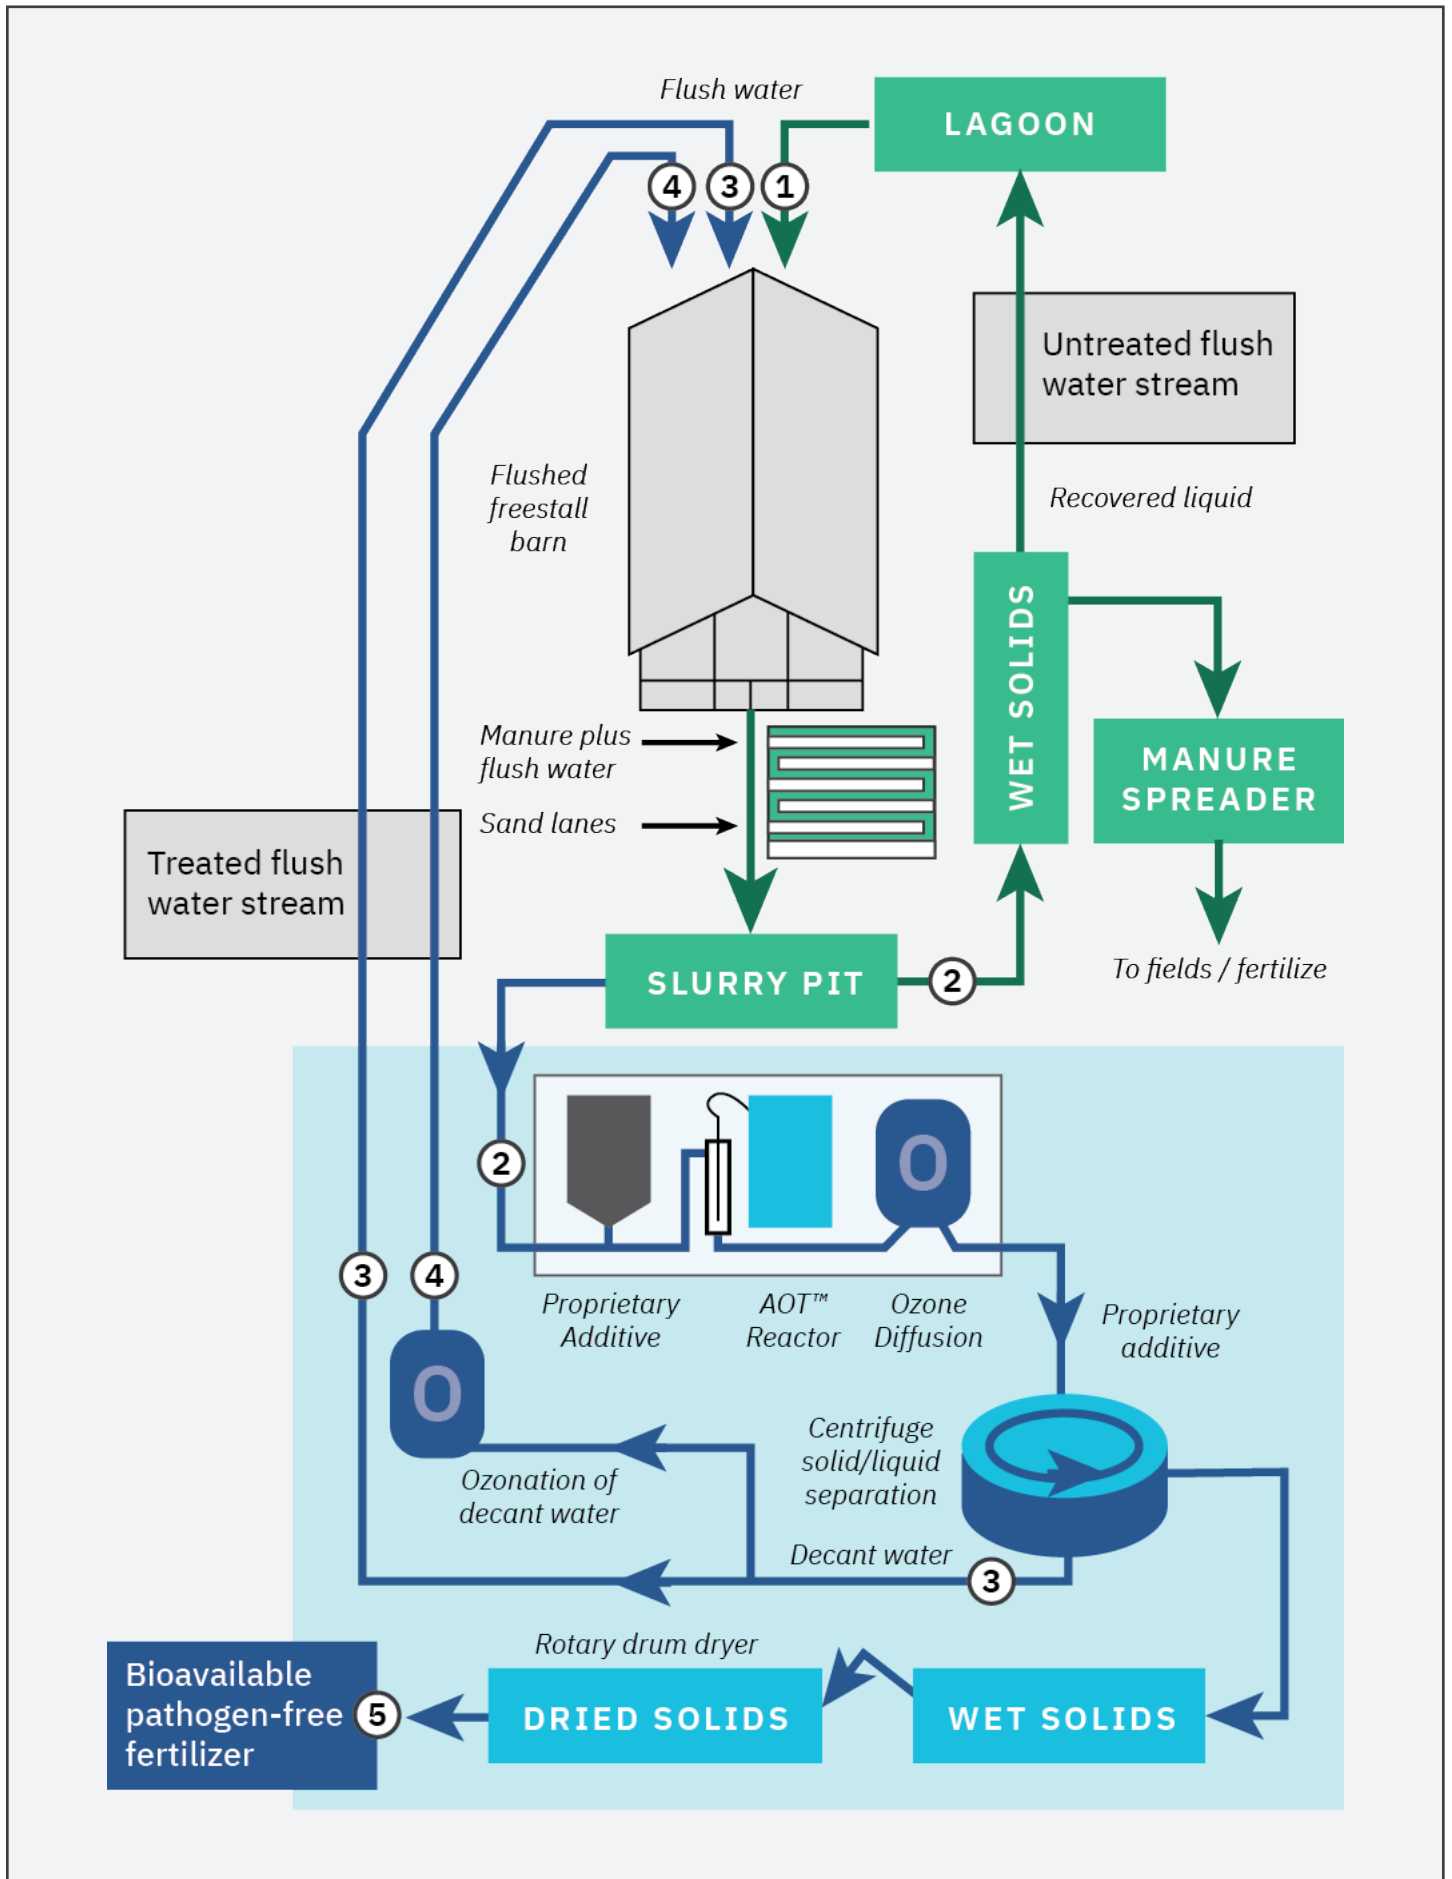 Flush water
LAGOON
4
3
1
Untreated flush
water stream
Flushed
freestall
barn
Recovered liquid
WET SOLIDS
Manure plus
flush water
Sand lanes
MANURE
SPREADER
Treated flush
water stream
To fields / fertilize
SLURRY PIT
2
2
O
3
4
Proprietary
Additive
AOT™
Reactor
Ozone
Diffusion
Proprietary
additive
O
Centrifuge
solid/liquid
separation
Ozonation of
decant water
Decant water
3
Rotary drum dryer
Bioavailable
pathogen-free
fertilizer
5
DRIED SOLIDS
WET SOLIDS